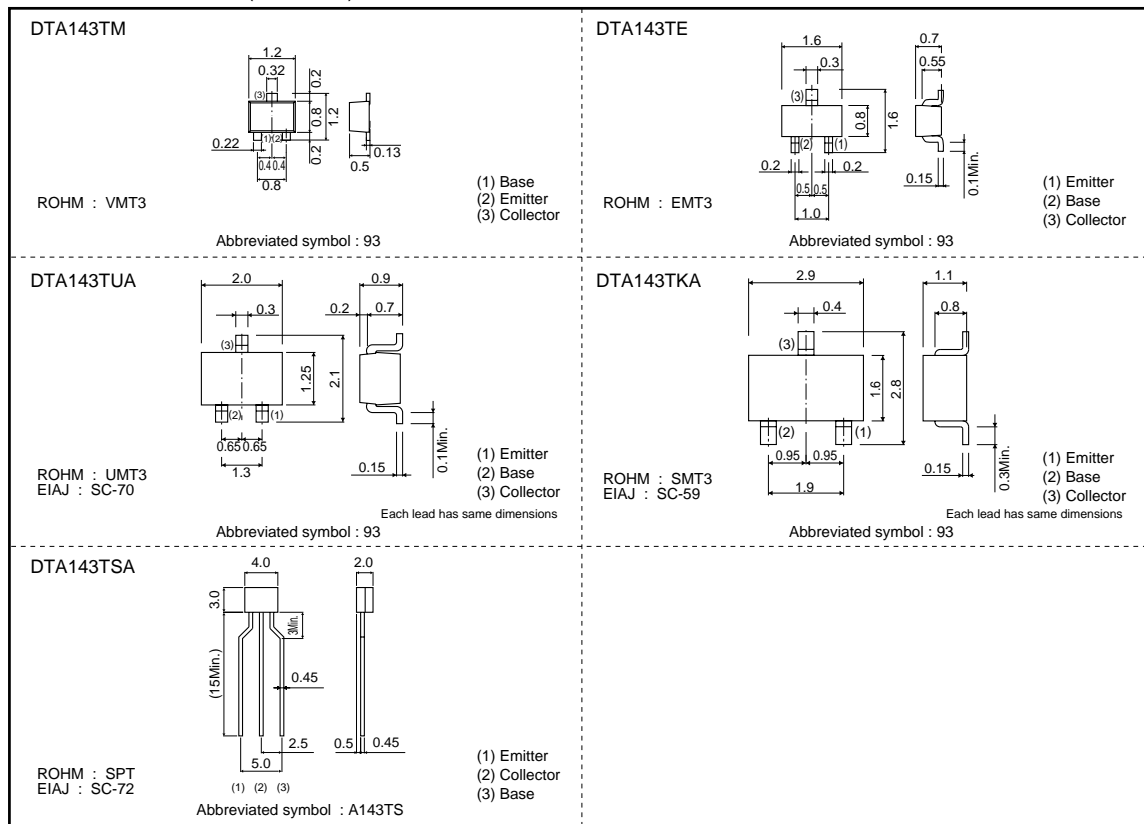 DTA143TM
1.2
0.32
0.2
(3)
0.8
1.2
0.22
(1) (2)
0.2
0.4 0.4
0.8
0.5
0.13
(1) Base
(2) Emitter
(3) Collector
ROHM : VMT3
Abbreviated symbol : 93
DTA143TE
1.6
0.3
0.7
0.55
(3)
0.8
1.6
(2)
(1)
0.2
0.2
0.15
0.1Min.
0.5 0.5
1.0
(1) Emitter
(2) Base
(3) Collector
ROHM : EMT3
Abbreviated symbol : 93
DTA143TUA
2.0
0.3
0.9
0.2
0.7
(3)
1.25
2.1
(2)
(1)
0.65 0.65
1.3
0.15
0.1Min.
(1) Emitter
(2) Base
(3) Collector
ROHM : UMT3
EIAJ : SC-70
Each lead has same dimensions
Abbreviated symbol : 93
DTA143TKA
2.9
0.4
1.1
0.8
(3)
1.6
2.8
(2)
(1)
0.95 0.95
1.9
0.15
0.3Min.
(1) Emitter
(2) Base
(3) Collector
ROHM : SMT3
EIAJ : SC-59
Each lead has same dimensions
Abbreviated symbol : 93
DTA143TSA
4.0
2.0
3.0
3Min.
(15Min.)
0.45
2.5
0.5
0.45
5.0
(1) (2) (3)
(1) Emitter
(2) Collector
(3) Base
ROHM : SPT
EIAJ : SC-72
Abbreviated symbol : A143TS